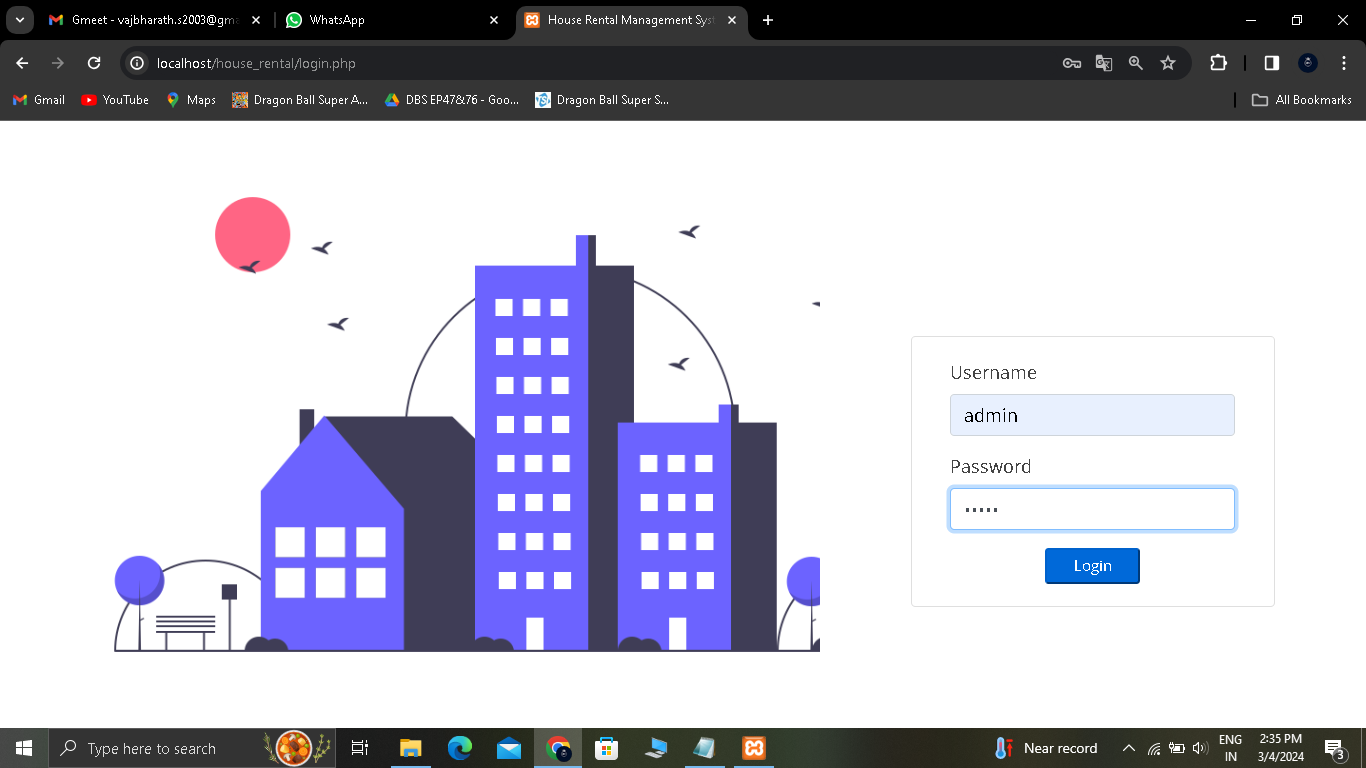 Gmeet - vajbharath.s2003@gma
WhatsApp
House Rental Management Syst
localhost/house_rental/login.php
Gmail
YouTube
Maps
Dragon Ball Super A...
DBS EP47&76 - Goo...
Dragon Ball Super S...
All Bookmarks
Username
admin
Password
•••••
Login
Type here to search
Near record
ENG
IN
2:35 PM
3/4/2024
3